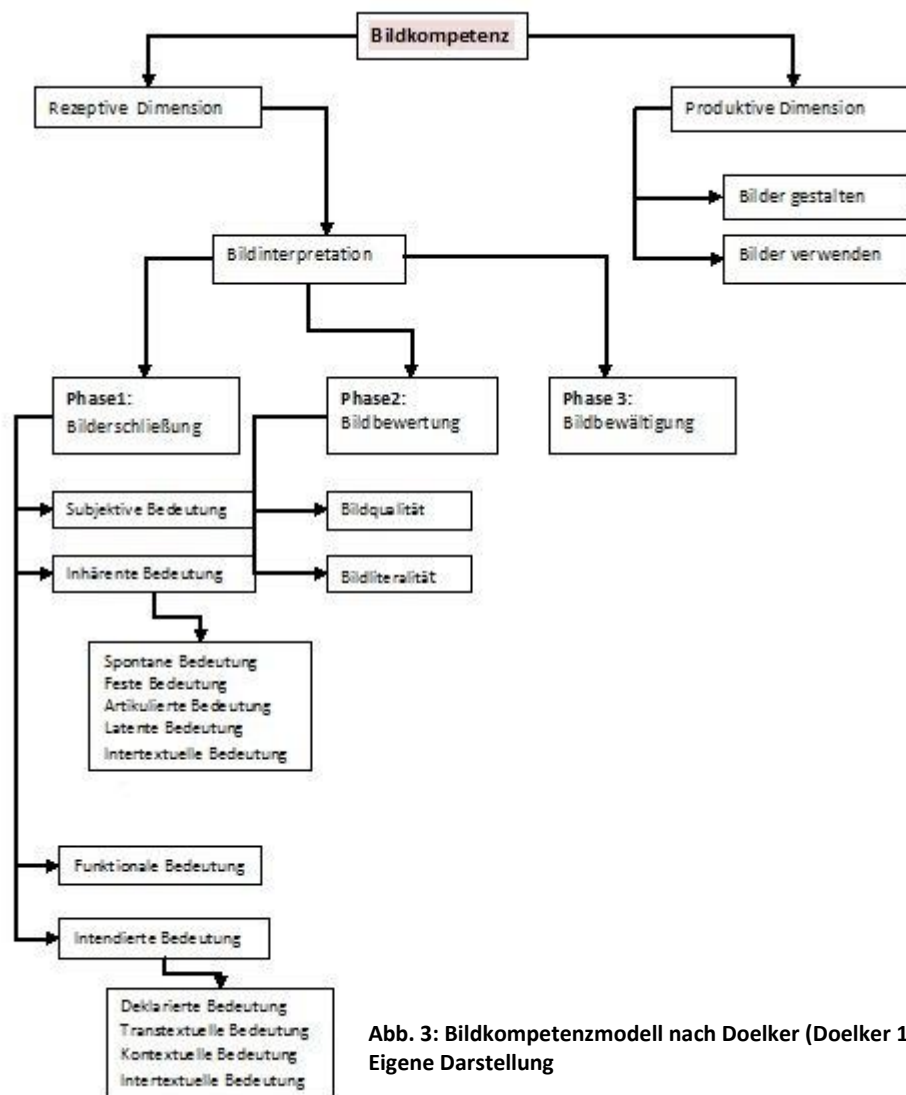 Bildkompetenz
Rezeptive Dimension
Produktive Dimension
Bilder gestalten
Bilder verwenden
Bildinterpretation
Phase1:
Bilderschließung
Phase2:
Bildbewertung
Phase 3:
Bildbewältigung
Subjektive Bedeutung
Bildqualität
Inhärente Bedeutung
Bildliteralität
Spontane Bedeutung
Feste Bedeutung
Artikulierte Bedeutung
Latente Bedeutung
Intertextuelle Bedeutung
Funktionale Bedeutung
Intendierte Bedeutung
Deklarierte Bedeutung
Transtextuelle Bedeutung
Kontextuelle Bedeutung
Intertextuelle Bedeutung
Abb. 3: Bildkompetenzmodell nach Doelker (Doelker 1
Eigene Darstellung